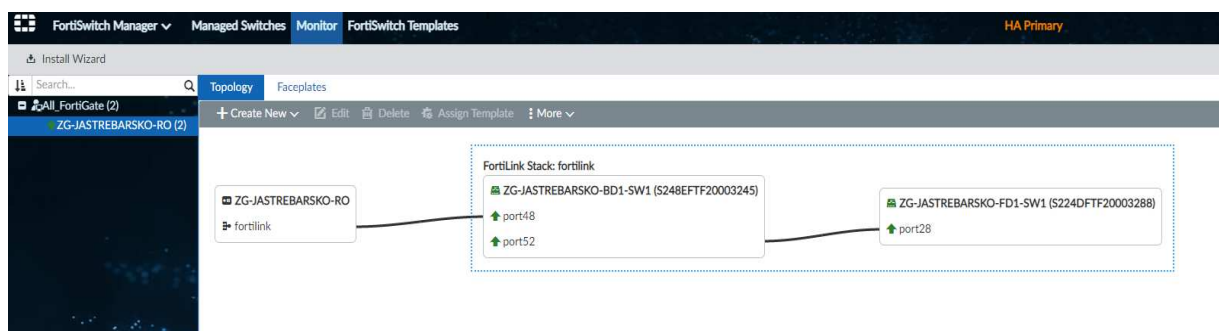 FortiSwitch Manager Managed Switches Monitor FortiSwitch Templates HA Primary
Install Wizard
Search... Topology Faceplates
All_FortiGate (2)
Create New Edit Delete Assign Template More
ZG-JASTREBARSKO-RO (2)
FortiLink Stack: fortilink
ZG-JASTREBARSKO-RO
fortilink
ZG-JASTREBARSKO-BD1-SW1 (S248EFTF20003245)
port48
port52
ZG-JASTREBARSKO-FD1-SW1 (S224DFTF20003288)
port28